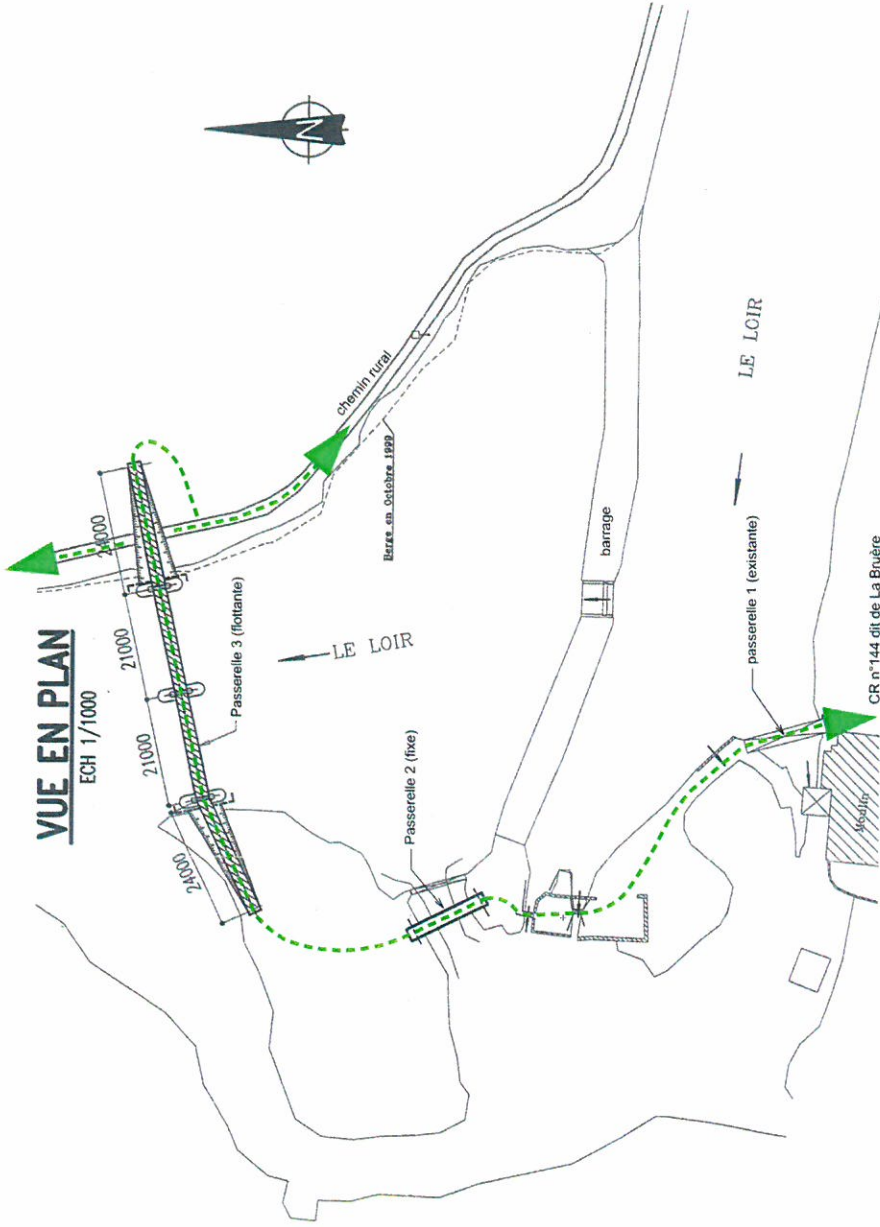 VUE EN PLAN
ECH 1/1000
N
24000
21000
21000
24000
Passerelle 3 (flottante)
chemin rural
Berge en Octobre 1999
LE LOIR
Passerelle 2 (fixe)
barrage
LE LOIR
passerelle 1 (existante)
Moulin
CR n°144 dit de La Bruère